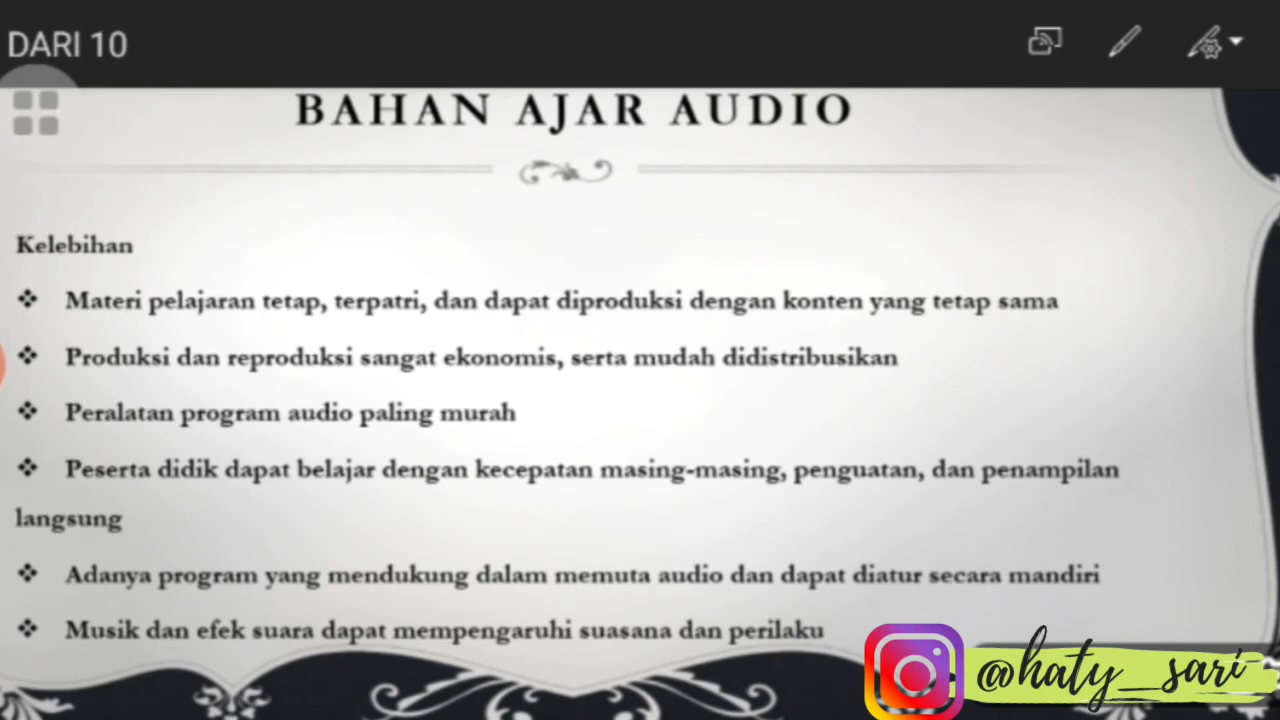 DARI 10
BAHAN AJAR AUDIO
Kelebihan
❖ Materi pelajaran tetap, terpatri, dan dapat diproduksi dengan konten yang tetap sama
❖ Produksi dan reproduksi sangat ekonomis, serta mudah didistribusikan
❖ Peralatan program audio paling murah
❖ Peserta didik dapat belajar dengan kecepatan masing-masing, penguatan, dan penampilan
langsung
❖ Adanya program yang mendukung dalam memuta audio dan dapat diatur secara mandiri
❖ Musik dan efek suara dapat mempengaruhi suasana dan perilaku
@haty_sari